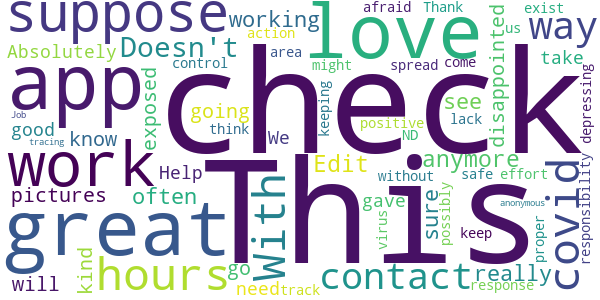 suppose
working
action
love
afraid
Thank
exist
way
Absolutely
Doesn't
area
us
might
spread
come
take
app
control
exposed
check
disappointed
depressing
going
think
keeping
positive
ND
see
lack
good
know
We
tracing
Job
work
Help
Edit
anymore
without
safe
effort
pictures
often
With
This
gave
sure
possibly
anonymous
covid
responsibility
great
virus
keep
proper
kind
hours
go
contact
really
will
need
track
response